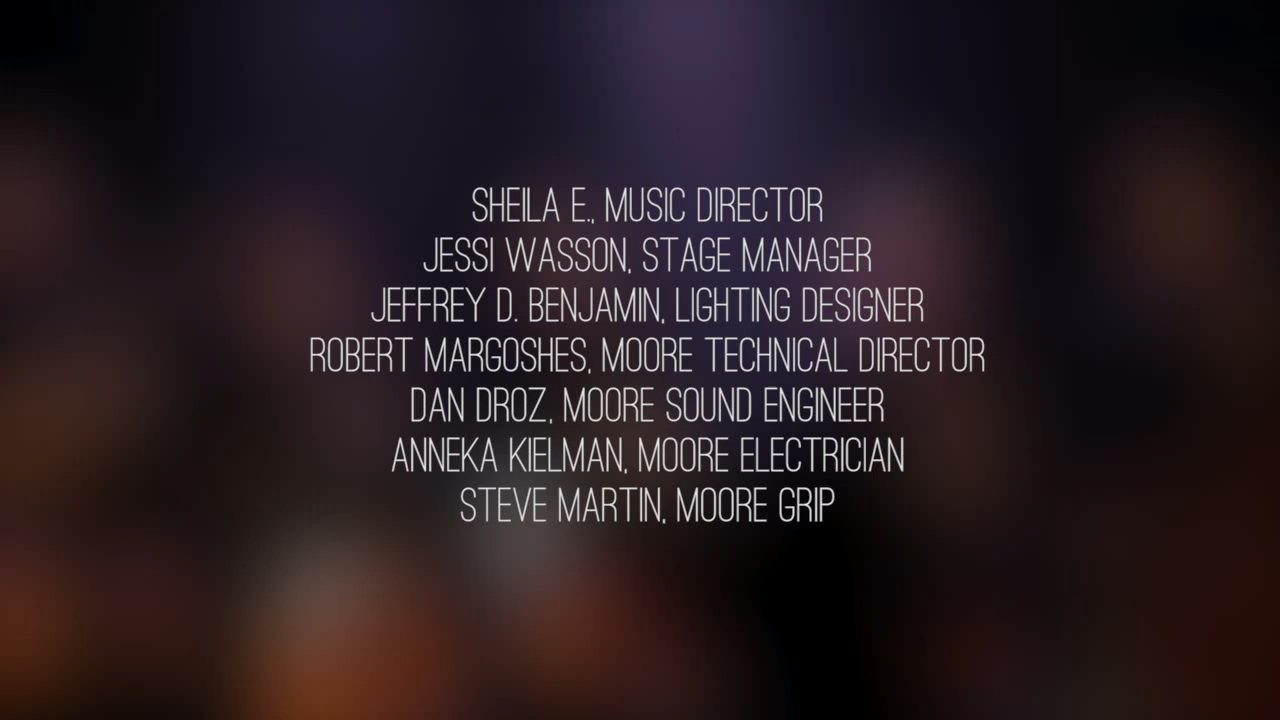 SHEILA E., MUSIC DIRECTOR
JESSI WASSON, STAGE MANAGER
JEFFREY D. BENJAMIN, LIGHTING DESIGNER
ROBERT MARGOSHES, MOORE TECHNICAL DIRECTOR
DAN DROZ, MOORE SOUND ENGINEER
ANNEKA KIELMAN, MOORE ELECTRICIAN
STEVE MARTIN, MOORE GRIP